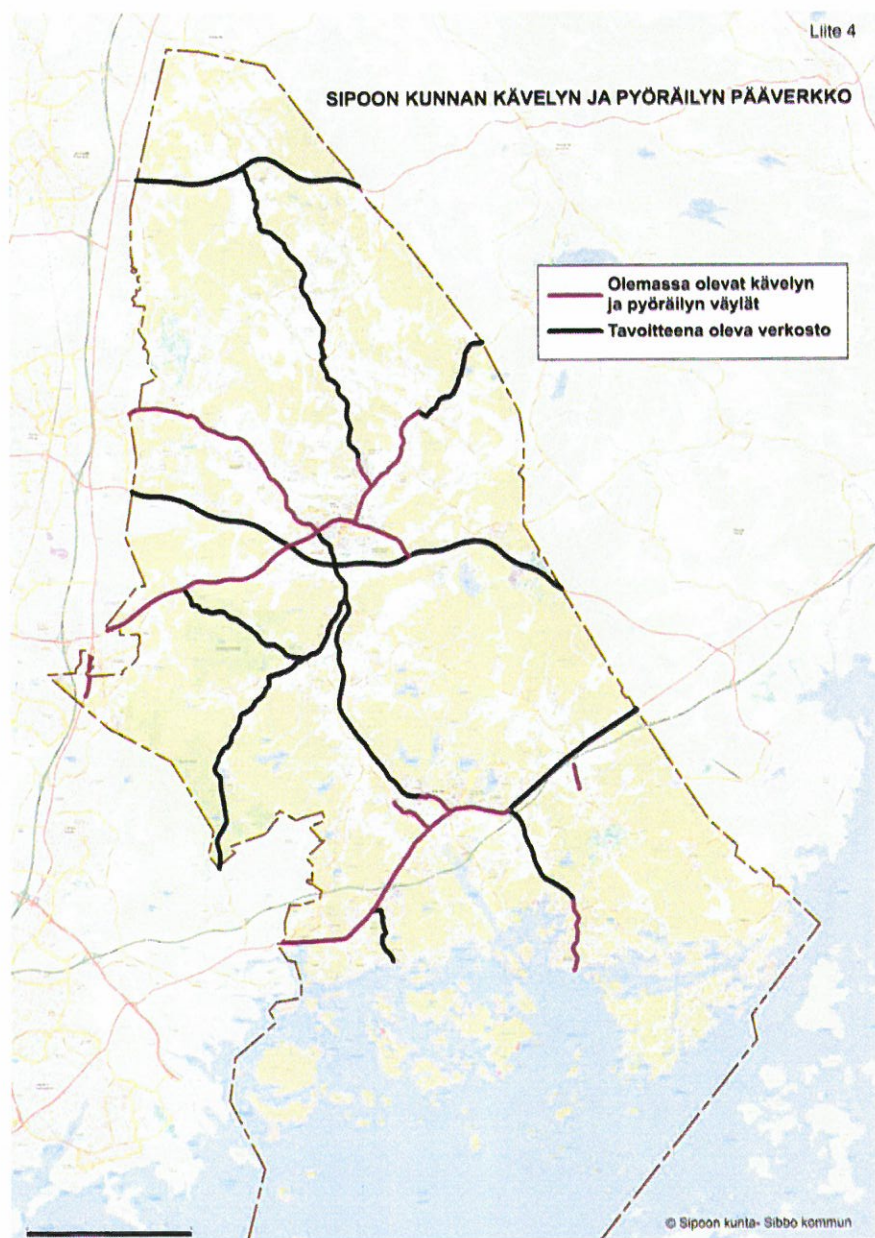 Liite 4
SIPOON KUNNAN KÄVELYN JA PYÖRÄILYN PÄÄVERKKO
Olemassa olevat kävelyn
ja pyöräilyn väylät
Tavoitteena oleva verkosto
© Sipoon kunta- Sibbo kommun